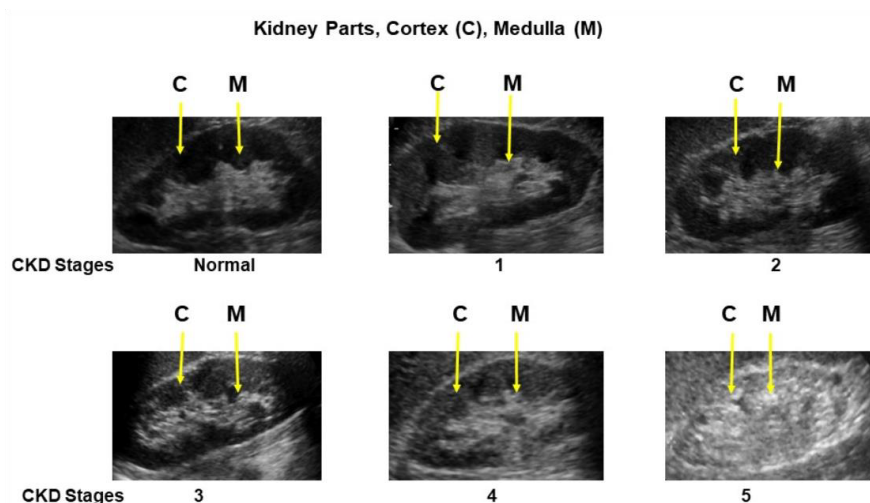 Kidney Parts, Cortex (C), Medulla (M)
C M C M C M
CKD Stages Normal 1 2
C M C M C M
CKD Stages 3 4 5